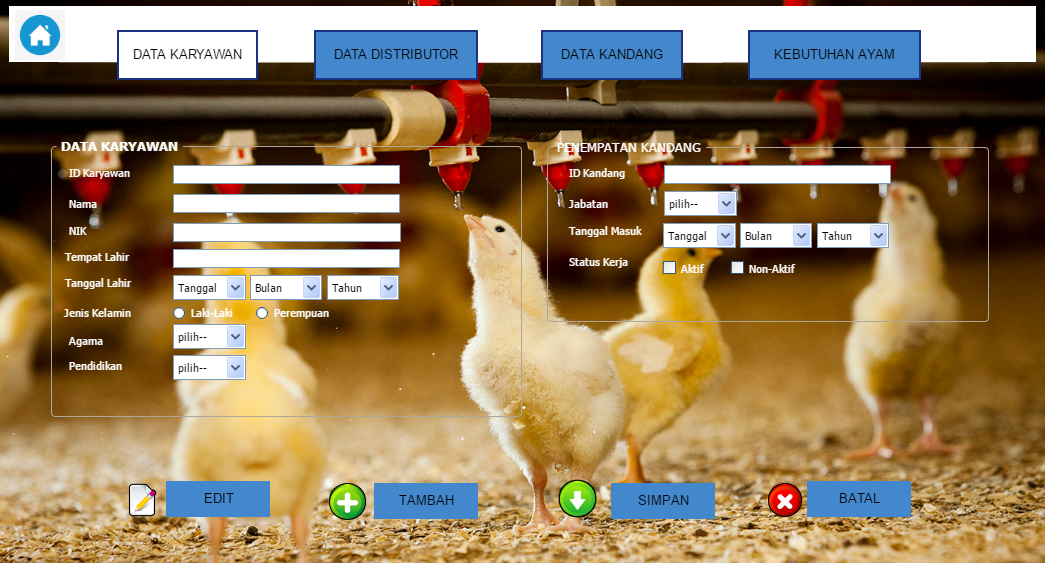 DATA KARYAWAN
DATA DISTRIBUTOR
DATA KANDANG
KEBUTUHAN AYAM
DATA KARYAWAN
ID Karyawan
Nama
NIK
Tempat Lahir
Tanggal Lahir
Tanggal
Bulan
Tahun
Jenis Kelamin
Laki-Laki
Perempuan
Agama
pilih--
Pendidikan
pilih--
PENEMPATAN KANDANG
ID Kandang
Jabatan
pilih--
Tanggal Masuk
Tanggal
Bulan
Tahun
Status Kerja
Aktif
Non-Aktif
EDIT
TAMBAH
SIMPAN
BATAL